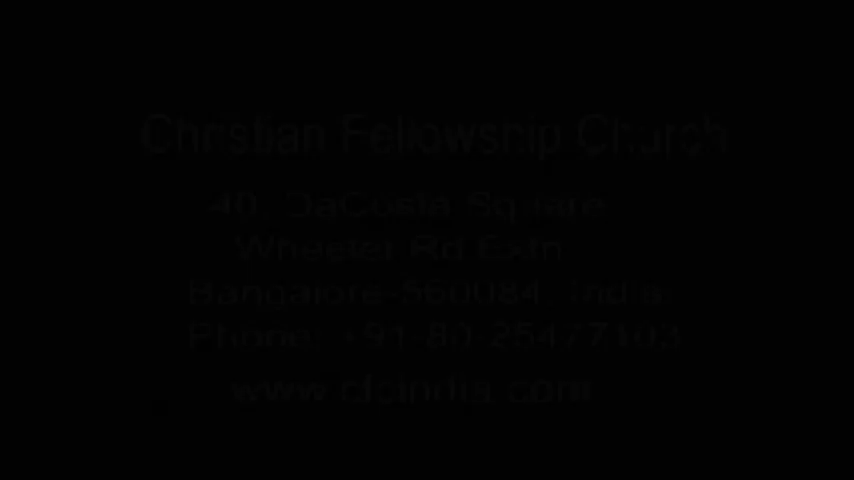 Christian Fellowship Church
40, DaCosta Square
Wheeler Rd Extn
Bangalore-560084, India
Phone: +91 80 25477103
www.cfcindia.com